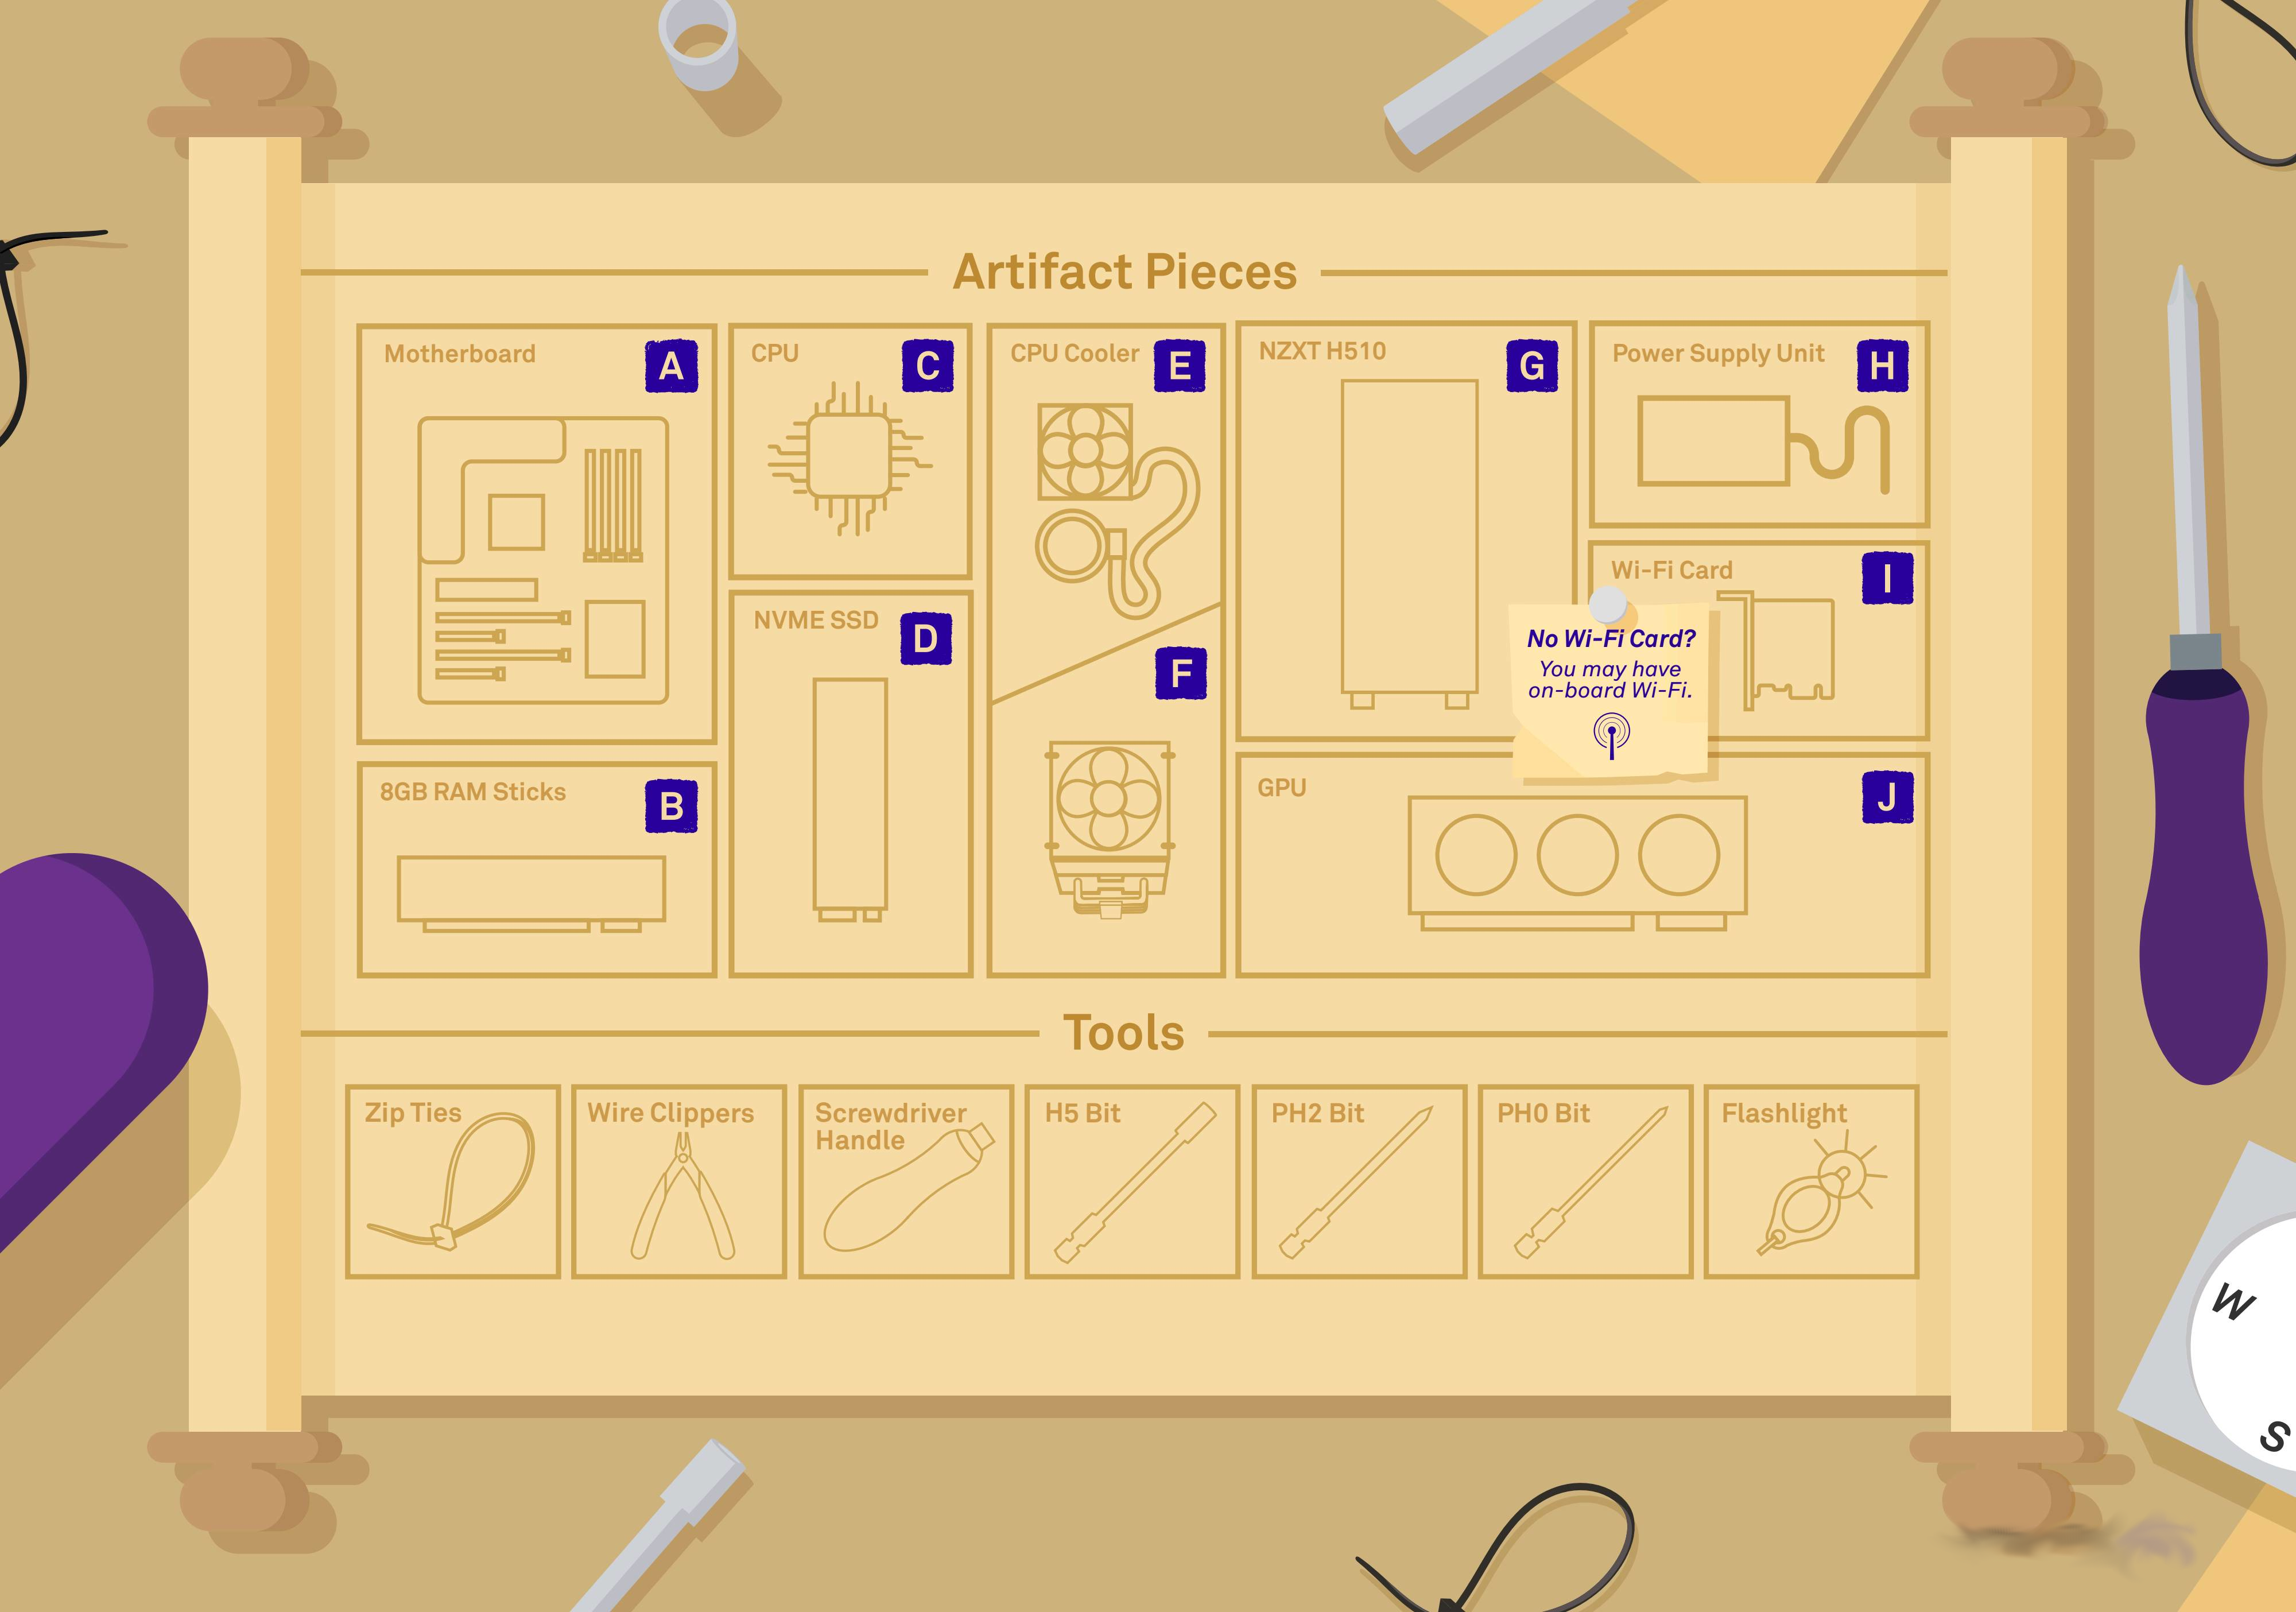 Artifact Pieces
Motherboard
A
CPU
C
CPU Cooler
E
NZXT H510
G
Power Supply Unit
H
Wi-Fi Card
I
NVME SSD
D
F
No Wi-Fi Card?
You may have
on-board Wi-Fi.
8GB RAM Sticks
B
GPU
J
Tools
Zip Ties
Wire Clippers
Screwdriver
Handle
H5 Bit
PH2 Bit
PH0 Bit
Flashlight
W
S